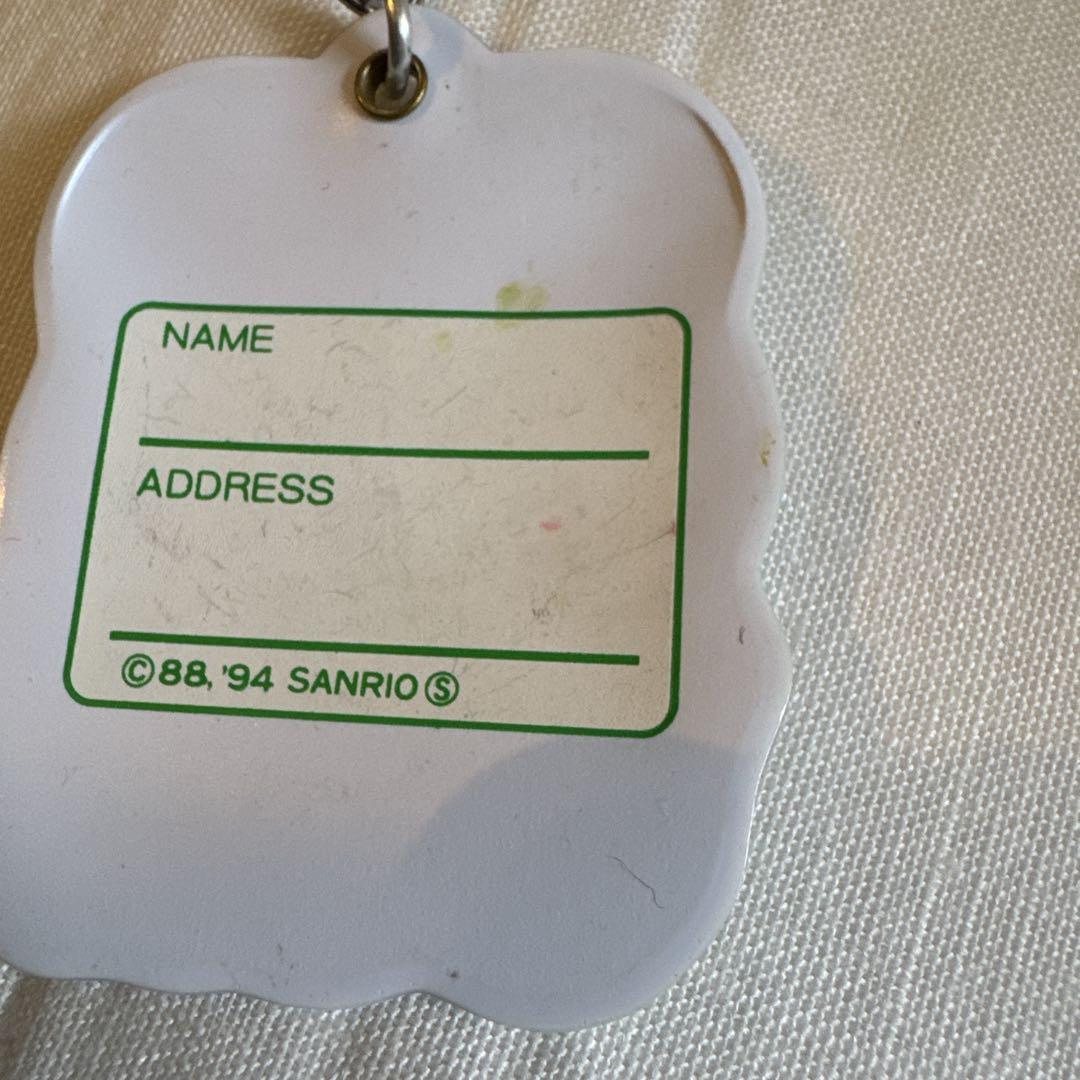 NAME
ADDRESS
©88, '94 SANRIO Ⓢ